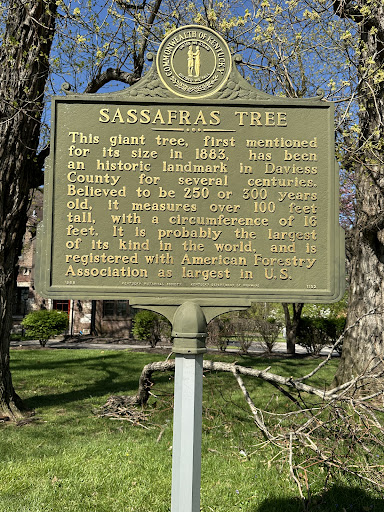 COMMONWEALTH OF KENTUCKY
SASSAFRAS TREE
This giant tree, first mentioned
for its size in 1883, has been
an historic landmark in Daviess
County for several centuries.
Believed to be 250 or 300 years
old, it measures over 100 feet
tall, with a circumference of 16
feet. It is probably the largest
of its kind in the world, and is
registered with American Forestry
Association as largest in U.S.